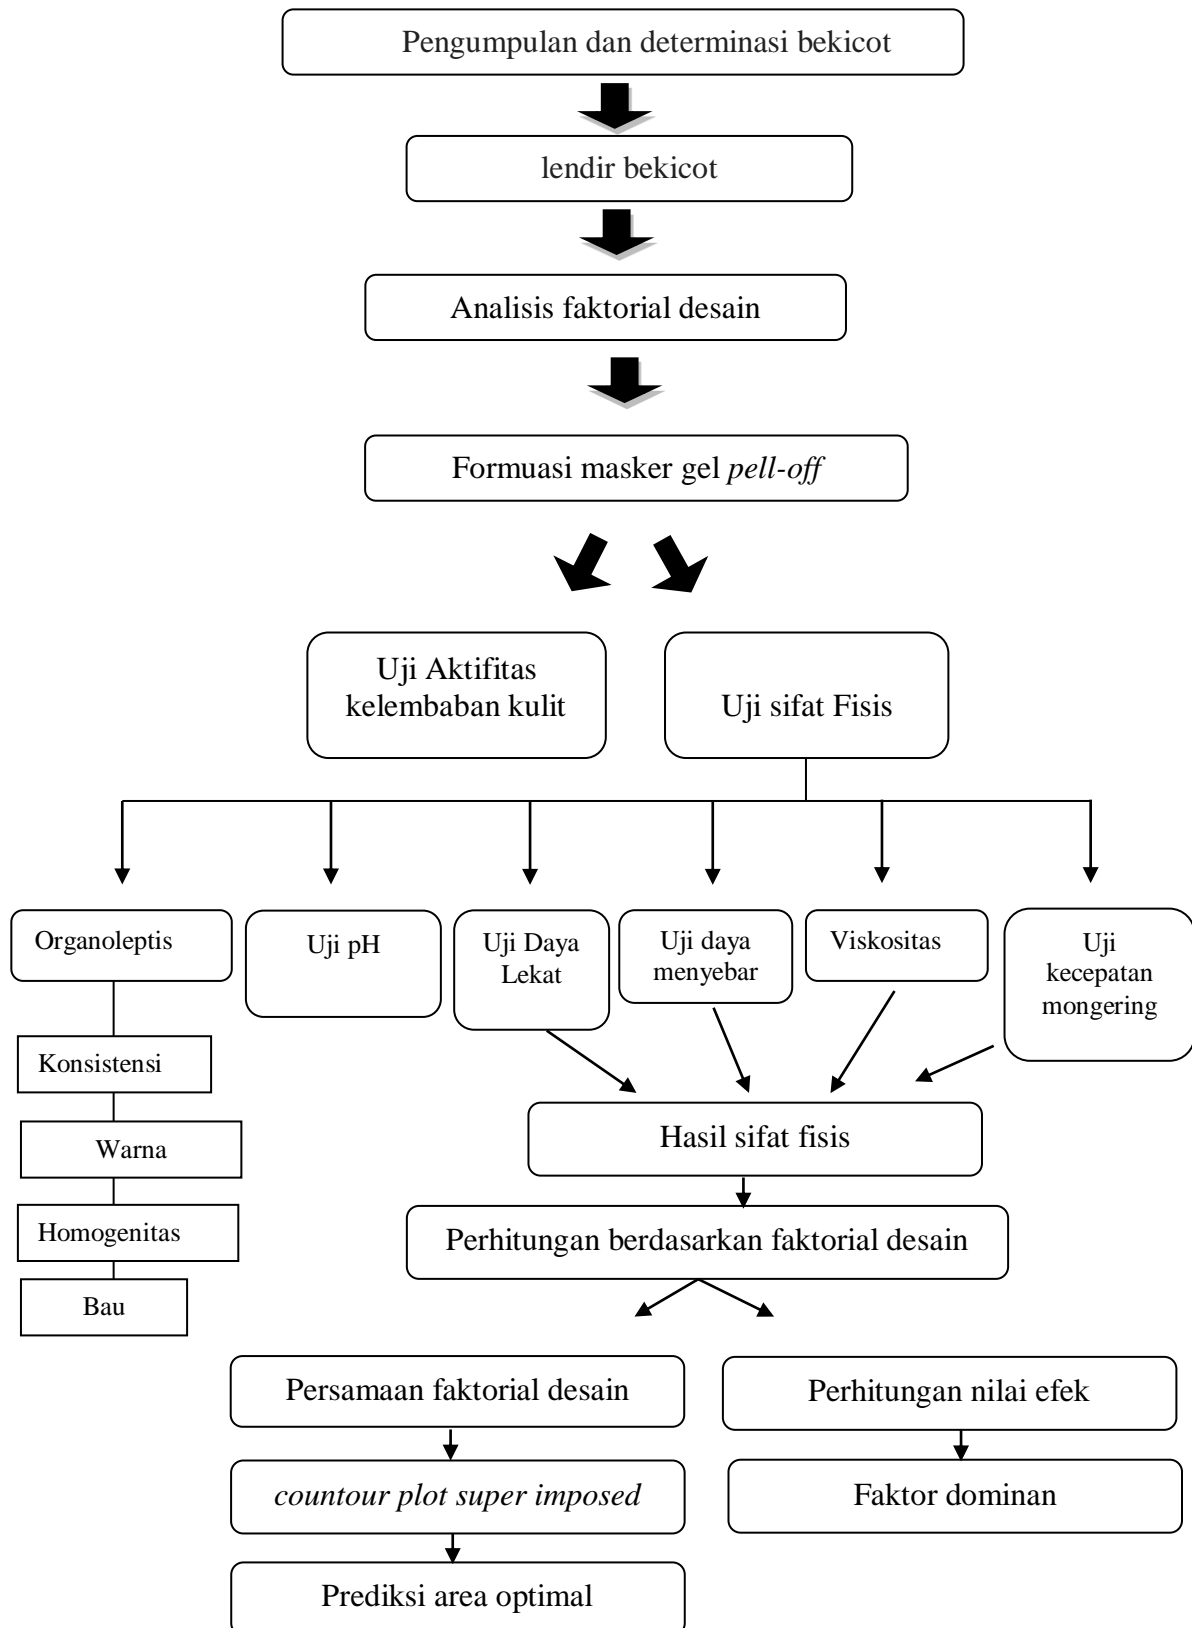 Pengumpulan dan determinasi bekicot
lendir bekicot
Analisis faktorial desain
Formuasi masker gel pell-off
Uji Aktifitas
kelembaban kulit
Uji sifat Fisis
Organoleptis
Uji pH
Uji Daya
Lekat
Uji daya
menyebar
Viskositas
Uji
kecepatan
mongering
Konsistensi
Warna
Homogenitas
Bau
Hasil sifat fisis
Perhitungan berdasarkan faktorial desain
Persamaan faktorial desain
Perhitungan nilai efek
countour plot super imposed
Faktor dominan
Prediksi area optimal